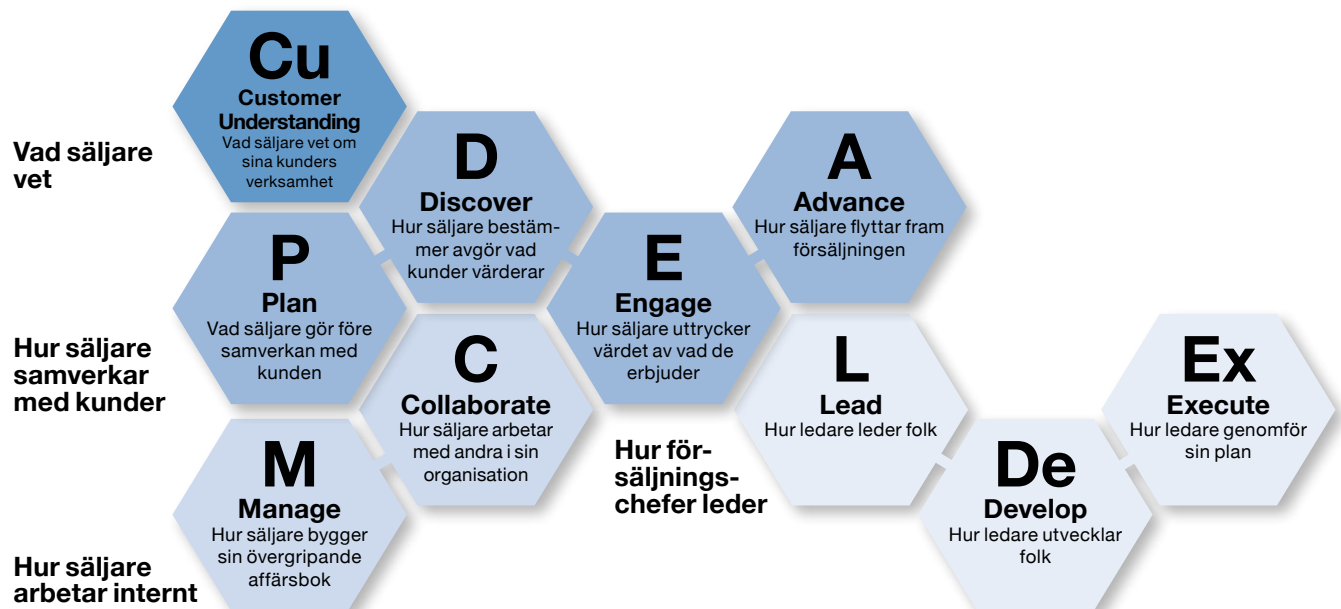 Cu
Customer
Understanding
Vad säljare vet om
sina kunders
verksamhet
Vad säljare
vet
D
Discover
Hur säljare bestäm-
mer avgör vad
kunder värderar
A
Advance
Hur säljare flyttar fram
försäljningen
P
Plan
Vad säljare gör före
samverkan med
kunden
E
Engage
Hur säljare uttrycker
värdet av vad de
erbjuder
Hur säljare
samverkar
med kunder
C
Collaborate
Hur säljare arbetar
med andra i sin
organisation
L
Lead
Hur ledare leder folk
Ex
Execute
Hur ledare genomför
sin plan
Hur för-
säljnings-
chefer leder
M
Manage
Hur säljare bygger
sin övergripande
affärsbok
De
Develop
Hur ledare utvecklar
folk
Hur säljare
arbetar internt